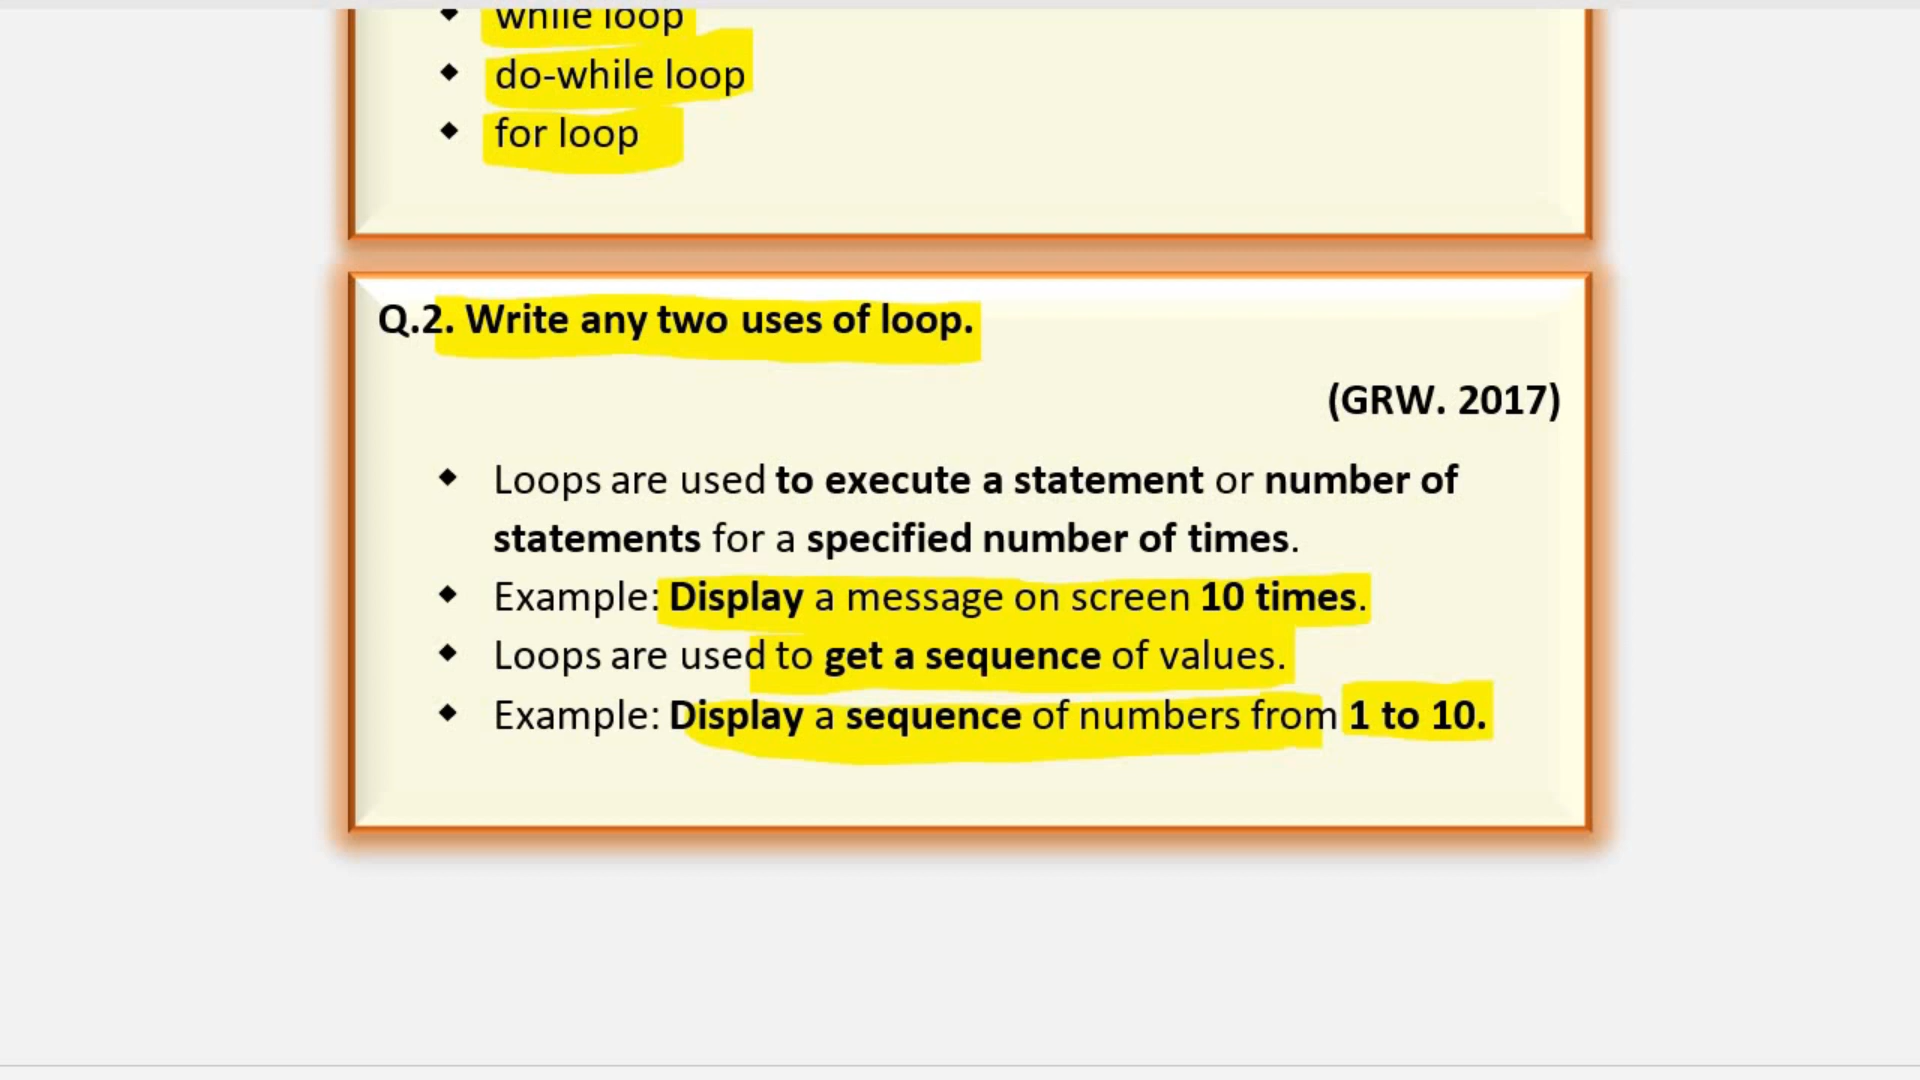 while loop
do-while loop
for loop
Q.2. Write any two uses of loop.
(GRW. 2017)
Loops are used to execute a statement or number of
statements for a specified number of times.
Example: Display a message on screen 10 times.
Loops are used to get a sequence of values.
Example: Display a sequence of numbers from 1 to 10.